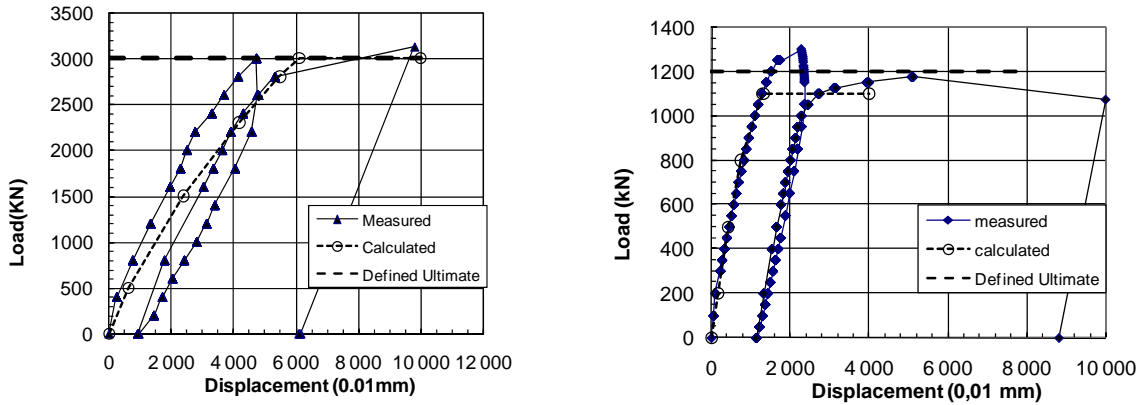 3500
3000
2500
2000
1500
1000
500
0
Load(KN)
Measured
Calculated
Defined Ultimate
0 2 000 4 000 6 000 8 000 10 000 12 000
Displacement (0.01mm)
1400
1200
1000
800
600
400
200
0
Load (kN)
measured
calculated
Defined Ultimate
0 2 000 4 000 6 000 8 000 10 000
Displacement (0,01 mm)